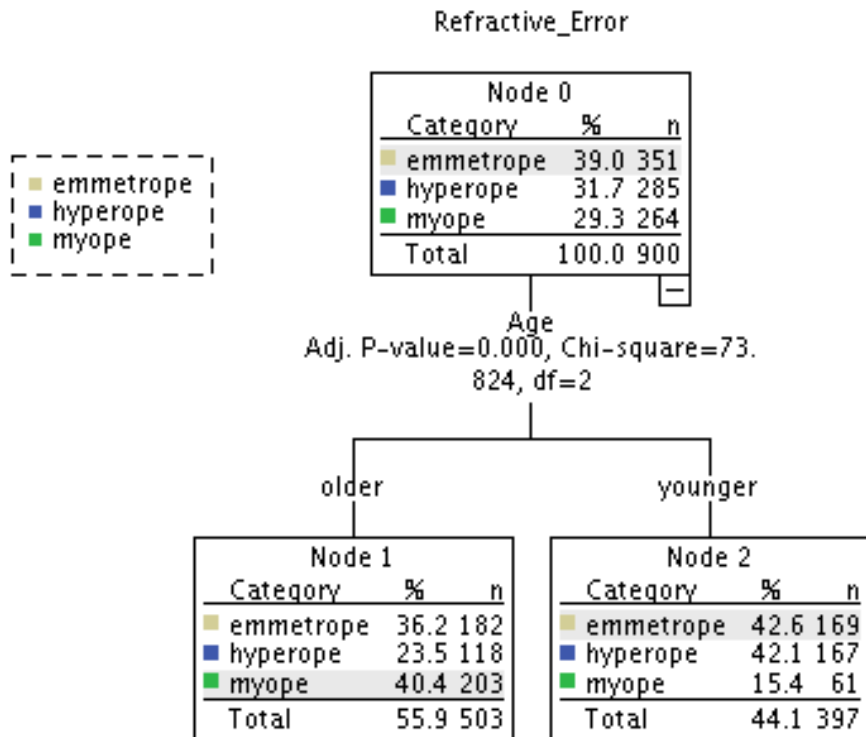 Refractive_Error
emmetrope
hyperope
myope
Node 0
Category % n
emmetrope 39.0 351
hyperope 31.7 285
myope 29.3 264
Total 100.0 900
Age
Adj. P-value=0.000, Chi-square=73.
824, df=2
older
younger
Node 1
Category % n
emmetrope 36.2 182
hyperope 23.5 118
myope 40.4 203
Total 55.9 503
Node 2
Category % n
emmetrope 42.6 169
hyperope 42.1 167
myope 15.4 61
Total 44.1 397